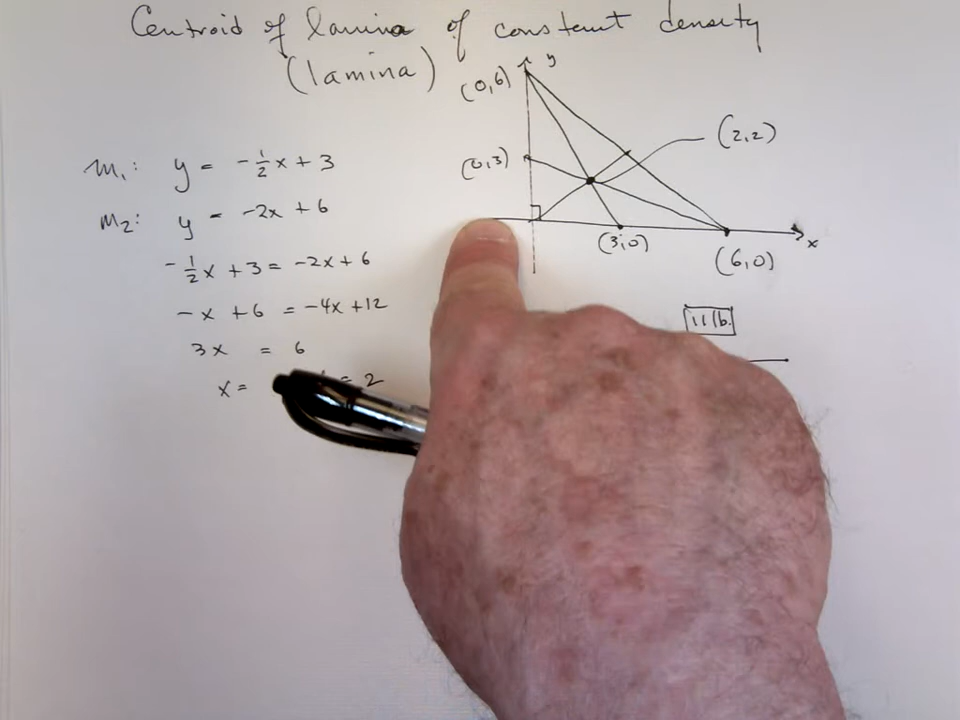 Centroid of lamina of constant density
(lamina)
y
(0,6)
(2,2)
(0,3)
(3,0)
x
(6,0)
M₁: y = -½x + 3
M₂: y = -2x + 6
-½x + 3 = -2x + 6
-x + 6 = -4x + 12
3x = 6
x = = 2